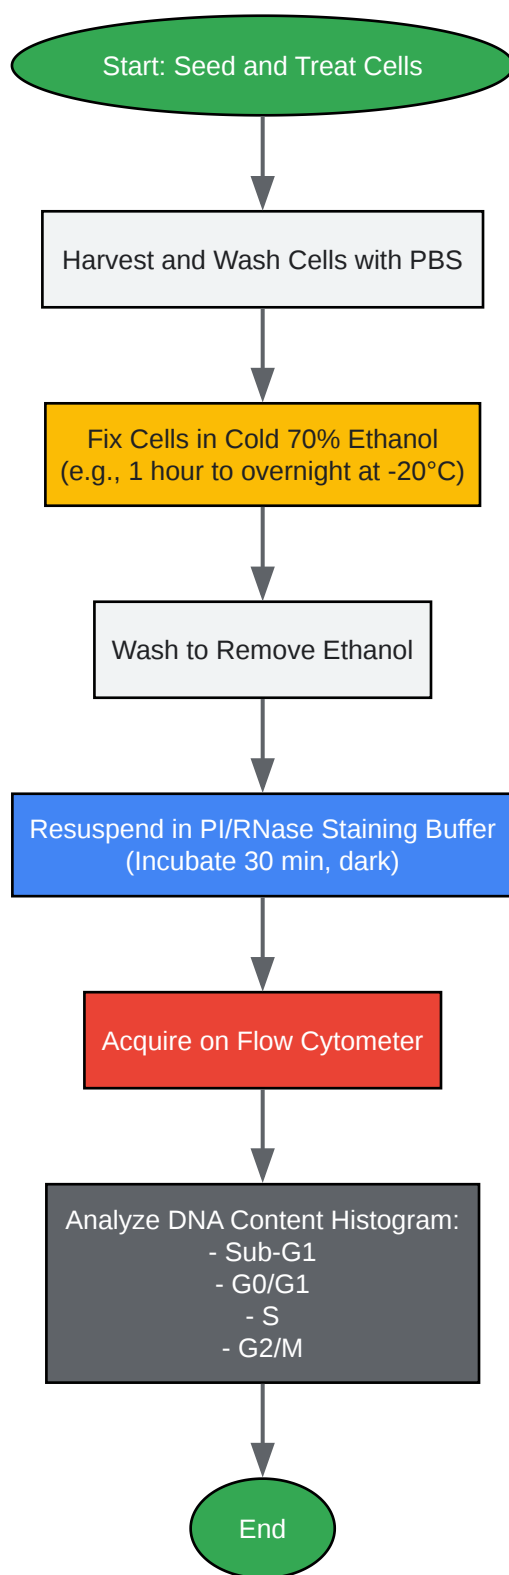 Start: Seed and Treat Cells
Harvest and Wash Cells with PBS
Fix Cells in Cold 70% Ethanol
(e.g., 1 hour to overnight at -20°C)
Wash to Remove Ethanol
Resuspend in PI/RNase Staining Buffer
(Incubate 30 min, dark)
Acquire on Flow Cytometer
Analyze DNA Content Histogram:
- Sub-G1
- G0/G1
- S
- G2/M
End